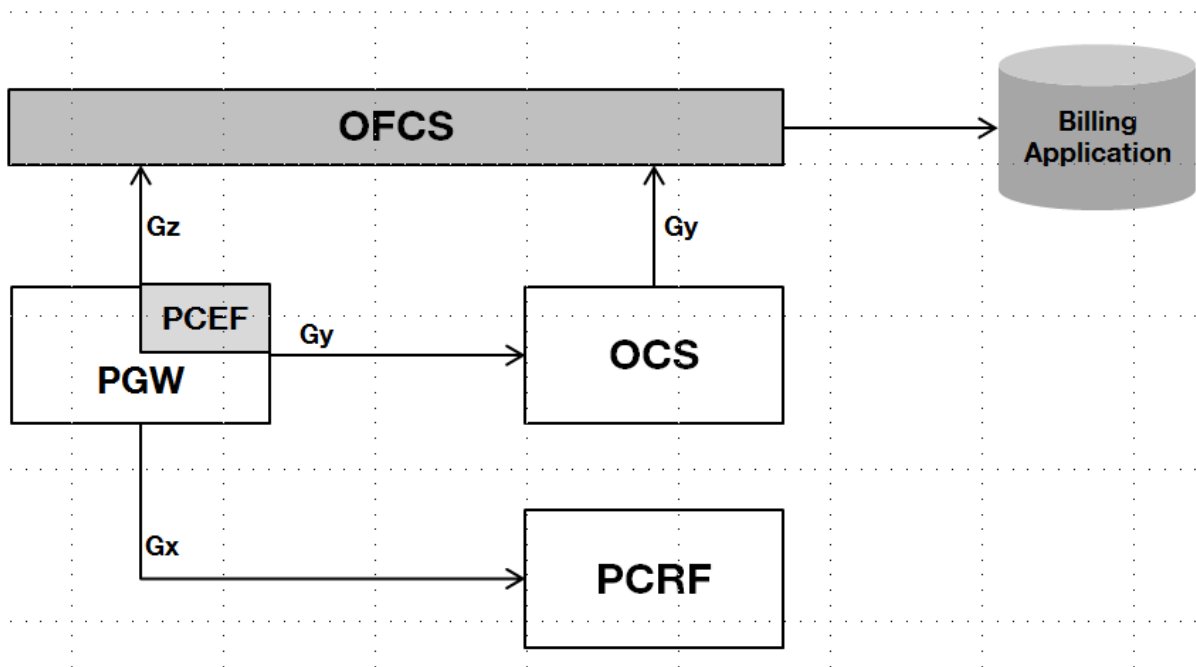 OFCS
Billing
Application
Gz
Gy
PCEF
Gy
PGW
OCS
Gx
PCRF